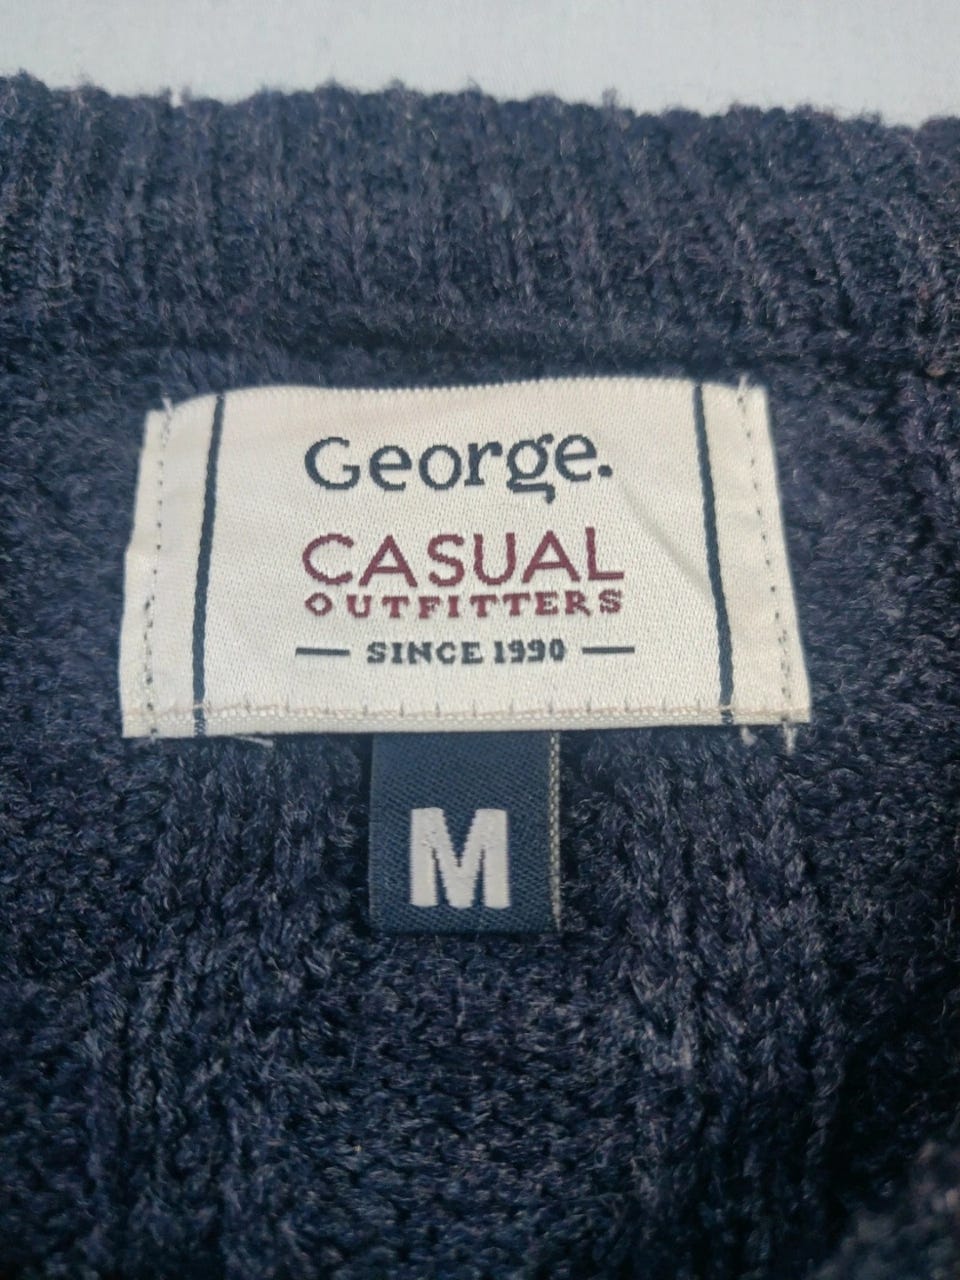 George.
CASUAL
OUTFITTERS
SINCE 1990
M